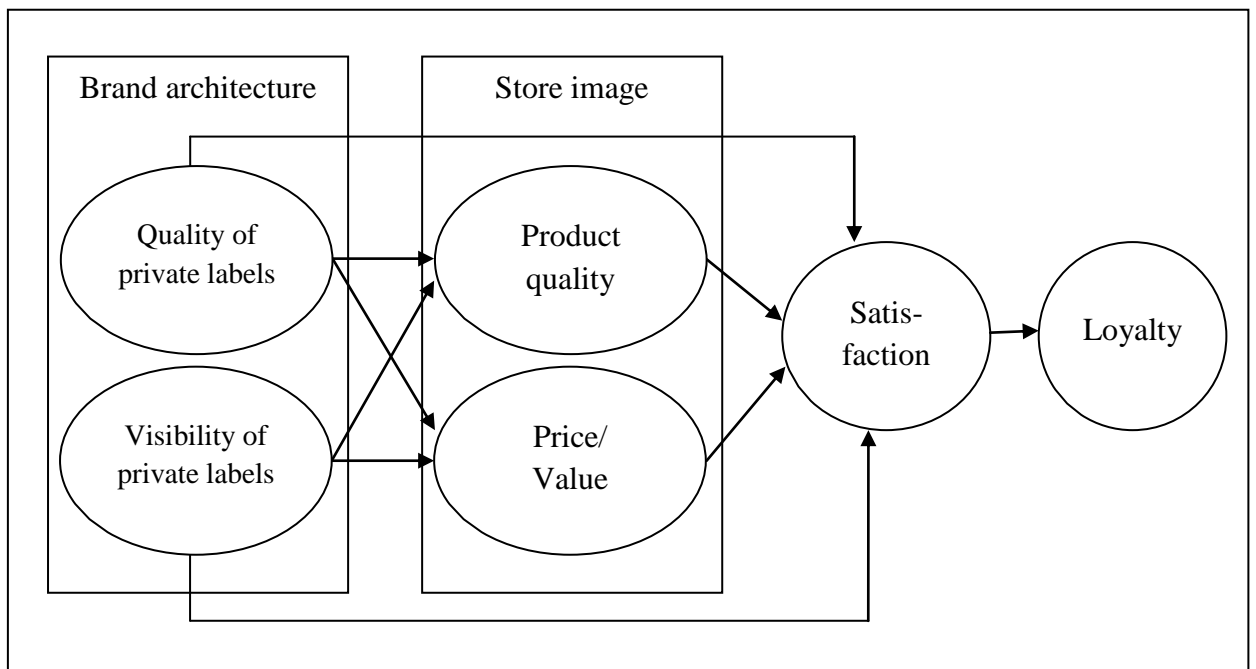 Brand architecture
Store image
Quality of
private labels
Product
quality
Visibility of
private labels
Price/
Value
Satis-
faction
Loyalty